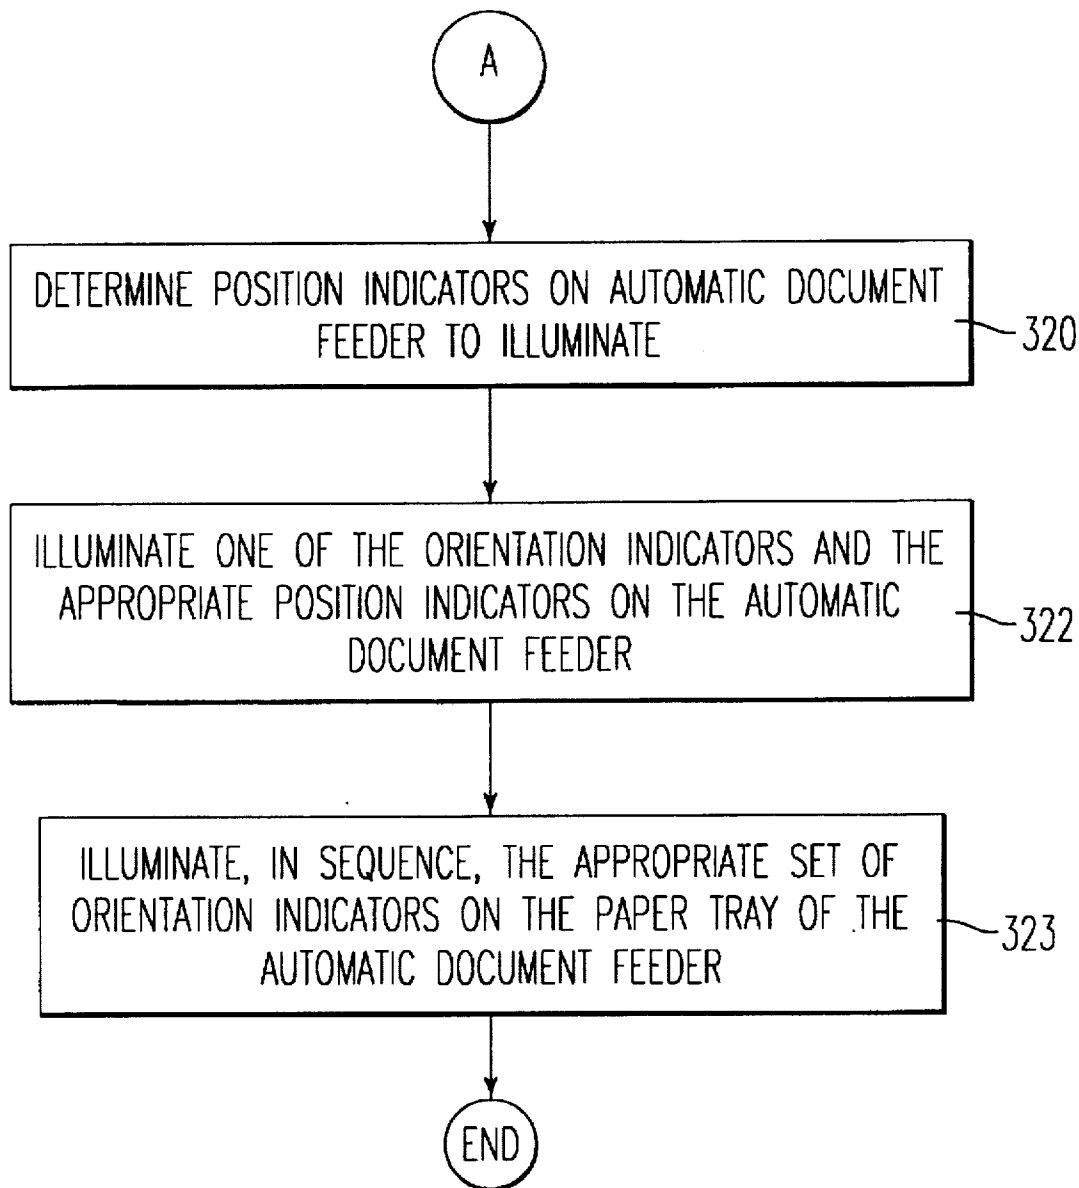 A
DETERMINE POSITION INDICATORS ON AUTOMATIC DOCUMENT
FEEDER TO ILLUMINATE
320
ILLUMINATE ONE OF THE ORIENTATION INDICATORS AND THE
APPROPRIATE POSITION INDICATORS ON THE AUTOMATIC
DOCUMENT FEEDER
322
ILLUMINATE, IN SEQUENCE, THE APPROPRIATE SET OF
ORIENTATION INDICATORS ON THE PAPER TRAY OF THE
AUTOMATIC DOCUMENT FEEDER
323
END